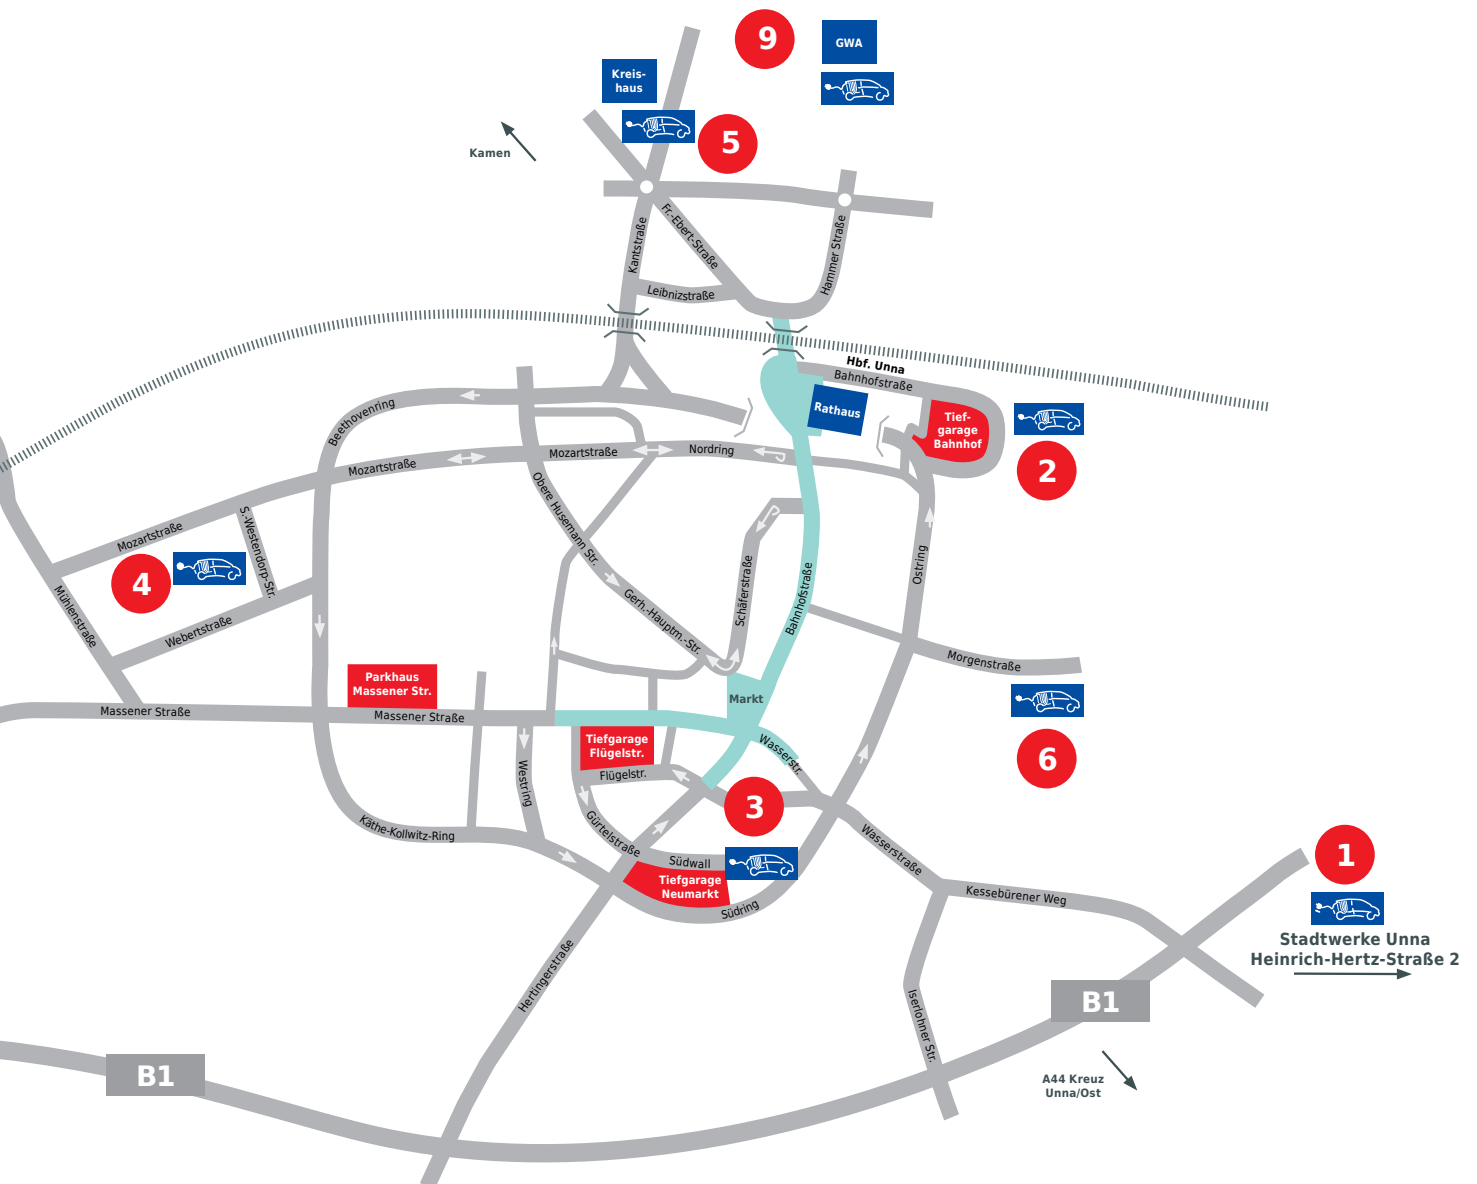 9
GWA
Kreis-
haus
5
Kamen
Kantstraße
Fr.-Ebert-Straße
Hammer Straße
Leibnizstraße
Hbf. Unna
Bahnhofstraße
Rathaus
Tief-
garage
Bahnhof
2
Beethovenring
Mozartstraße
Mozartstraße
Nordring
Mozartstraße
S.-Westendorp-Str.
Obere Husemann Str.
4
Mühlenstraße
Webertstraße
Gerh.-Hauptm.-Str.
Schäferstraße
Bahnhofstraße
Ostring
Morgenstraße
Parkhaus
Massener Str.
Massener Straße
Massener Straße
Markt
6
Tiefgarage
Flügelstr.
Flügelstr.
Wasserstr.
Westring
3
Gürtelstraße
Käthe-Kollwitz-Ring
Südwall
Tiefgarage
Neumarkt
Südring
Wasserstraße
Kessebürener Weg
1
Stadtwerke Unna
Heinrich-Hertz-Straße 2
Hertingerstraße
Iserlohner Str.
B1
B1
A44 Kreuz
Unna/Ost